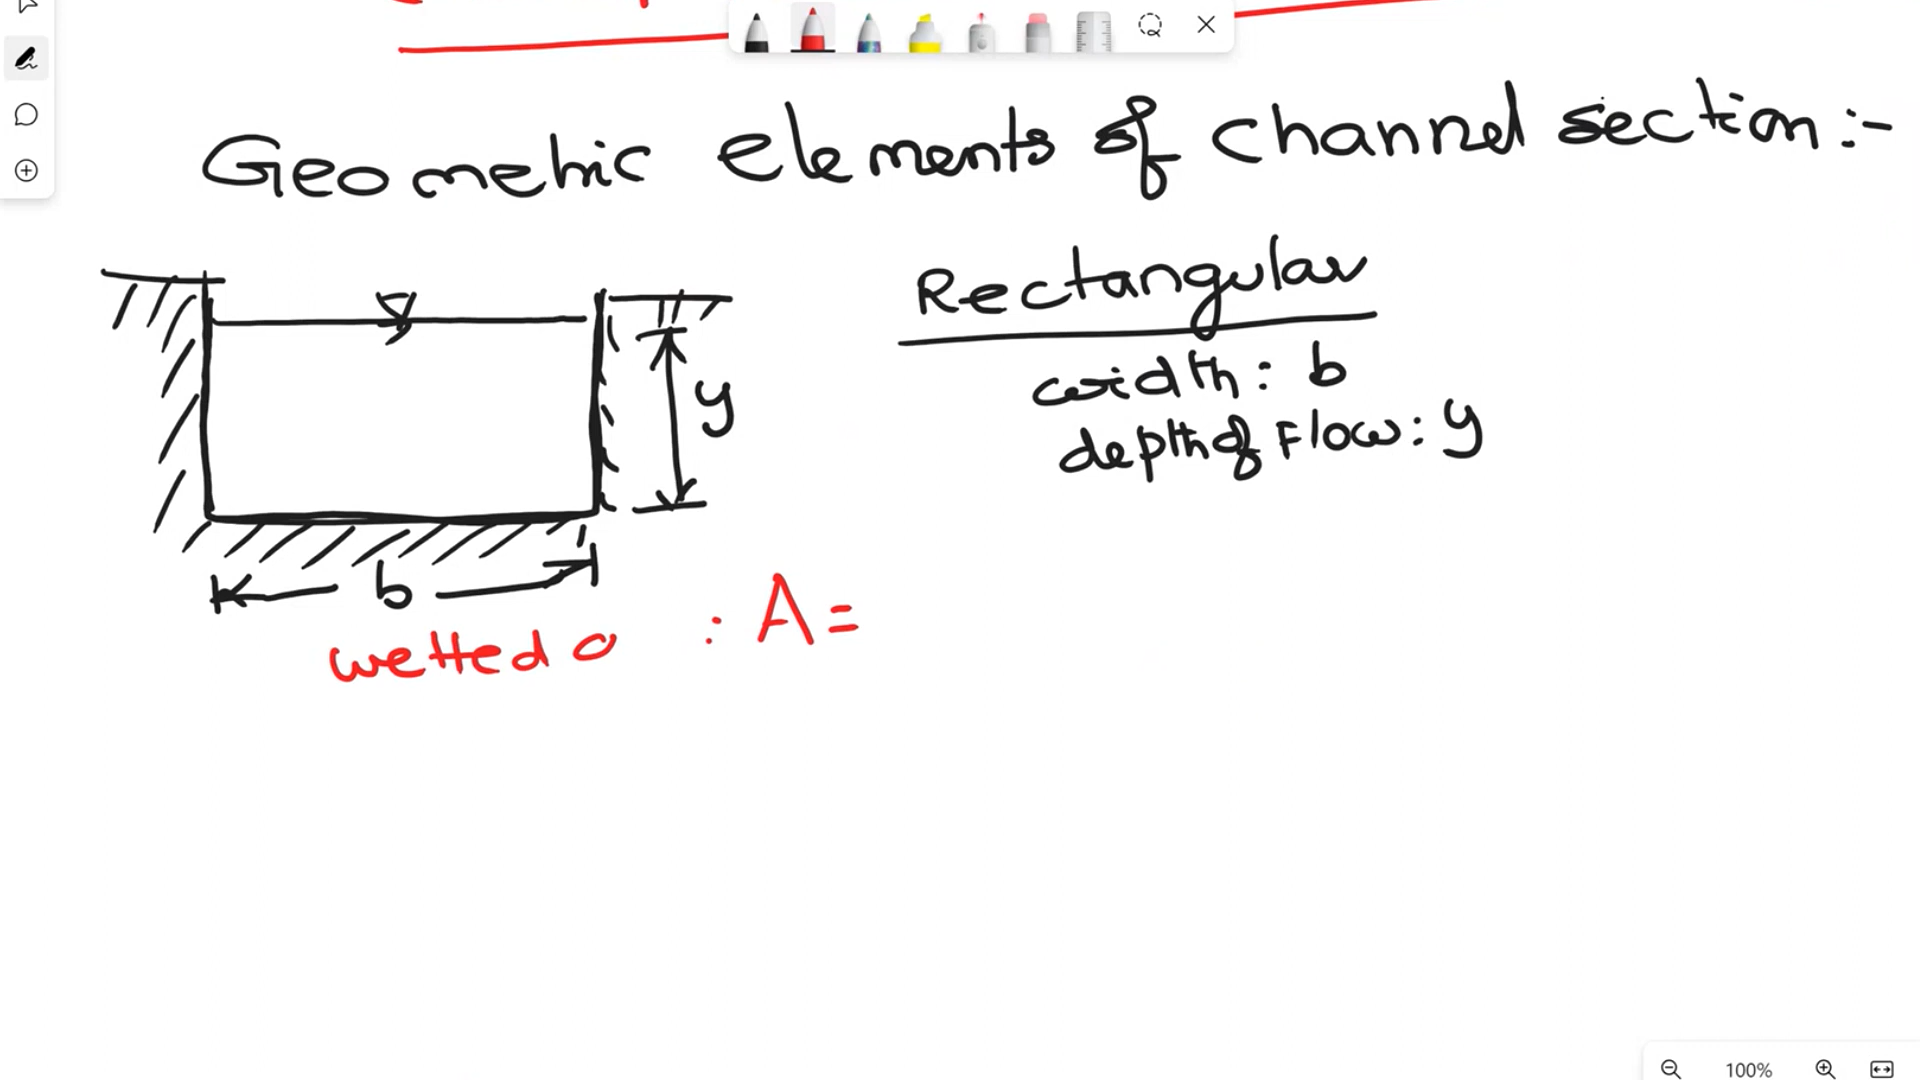 Geometric elements of channel section :-
Rectangular
width : b
depth of Flow : y
y
b
wetted a : A =
100%